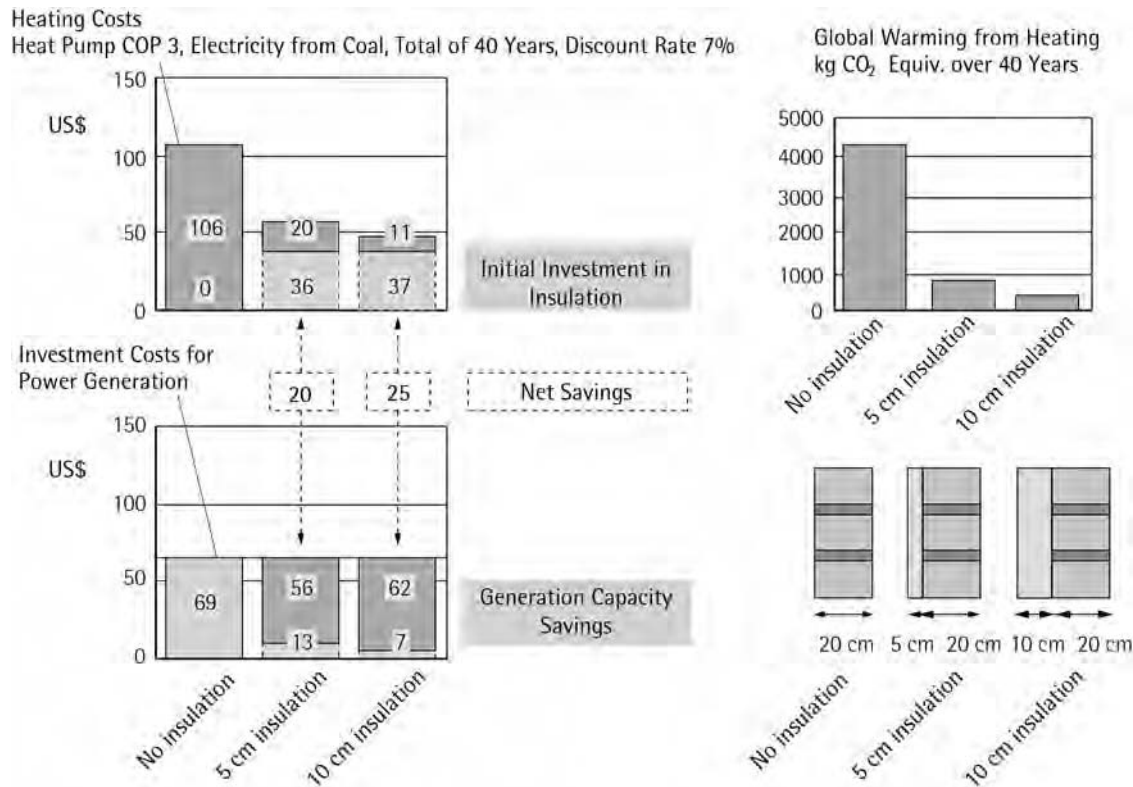 Heating Costs
Heat Pump COP 3, Electricity from Coal, Total of 40 Years, Discount Rate 7%
150
US$
100
50
0
106
0
20
36
11
37
Initial Investment in
Insulation
Investment Costs for
Power Generation
20
25
Net Savings
150
US$
100
50
0
69
56
13
62
7
Generation Capacity
Savings
No insulation
5 cm insulation
10 cm insulation
Global Warming from Heating
kg CO₂ Equiv. over 40 Years
5000
4000
3000
2000
1000
0
No insulation
5 cm insulation
10 cm insulation
20 cm
5 cm
20 cm
10 cm
20 cm
No insulation
5 cm insulation
10 cm insulation